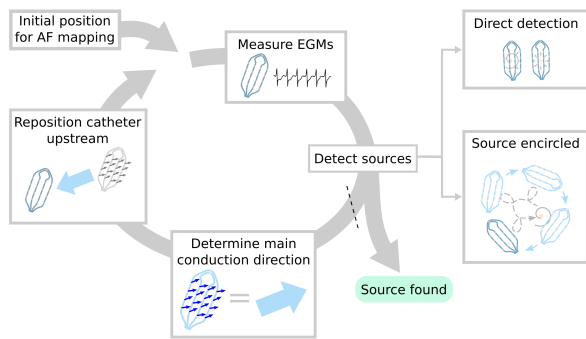 Initial position
for AF mapping
Measure EGMs
Direct detection
Reposition catheter
upstream
Detect sources
Source encircled
Determine main
conduction direction
Source found